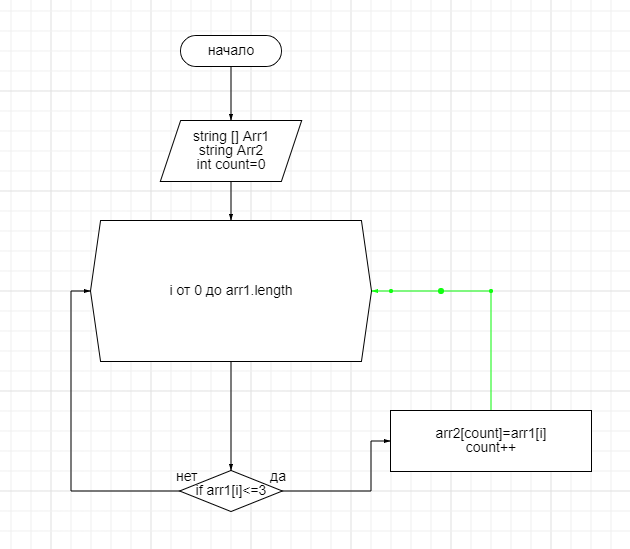 начало
string [] Arr1
string Arr2
int count=0
i от 0 до arr1.length
arr2[count]=arr1[i]
count++
нет
да
if arr1[i]<=3